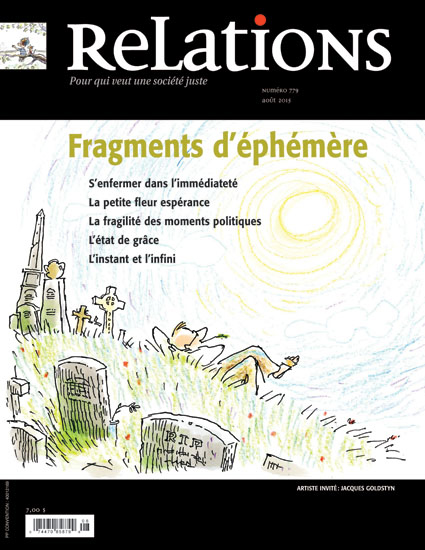 ReLatiOns
Pour qui veut une société juste
NUMÉRO 779
AOÛT 2015
Fragments d'éphémère
S'enfermer dans l'immédiateté
La petite fleur espérance
La fragilité des moments politiques
L'état de grâce
L'instant et l'infini
RIP
ARTISTE INVITÉ : JACQUES GOLDSTYN
7,00 $